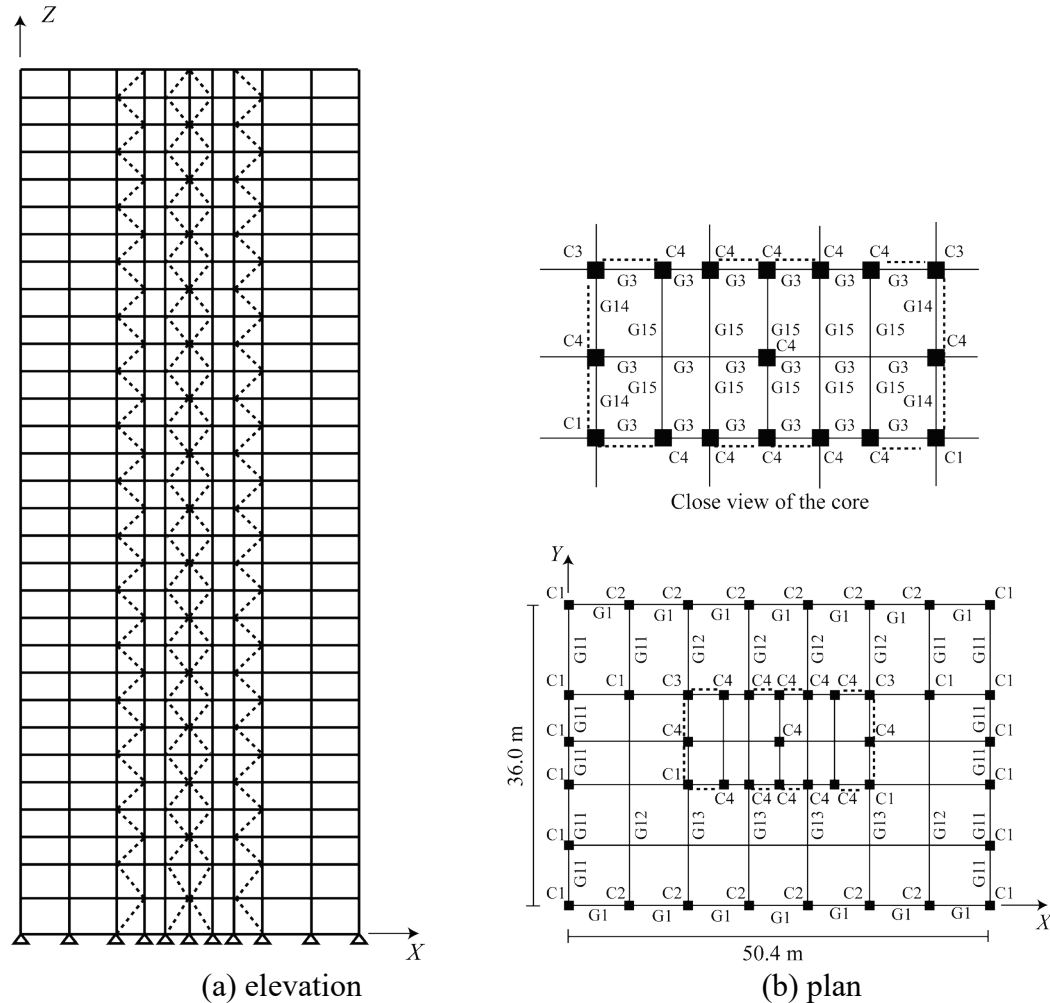 Z
X
(a) elevation
C3 C4 C4 C4 C4 C4 C3
G3 G3 G3 G3 G3 G3
G14 G14
G15 G15 G15 G15 G15
C4 C4 C4
G3 G3 G3 G3 G3
G15 G15 G15 G15 G15
G14 G14
C1 G3 G3 G3 G3 G3 G3
C4 C4 C4 C4 C4 C1
Close view of the core
Y
C1 C2 C2 C2 C2 C2 C2 C1
G1 G1 G1 G1 G1 G1 G1
G11 G11 G12 G12 G12 G12 G11 G11
C1 C1 C3 C4 C4 C4 C4 C4 C3 C1 C1
G11 G11
C1 C4 C4 C4 C1
G11 G11
C1 C1 C1
C4 C4 C4 C4 C4 C1
36.0 m
G11 G12 G13 G13 G13 G13 G12 G11
C1 C1
G11 G11
C1 C2 C2 C2 C2 C2 C2 C1
G1 G1 G1 G1 G1 G1 G1
X
50.4 m
(b) plan